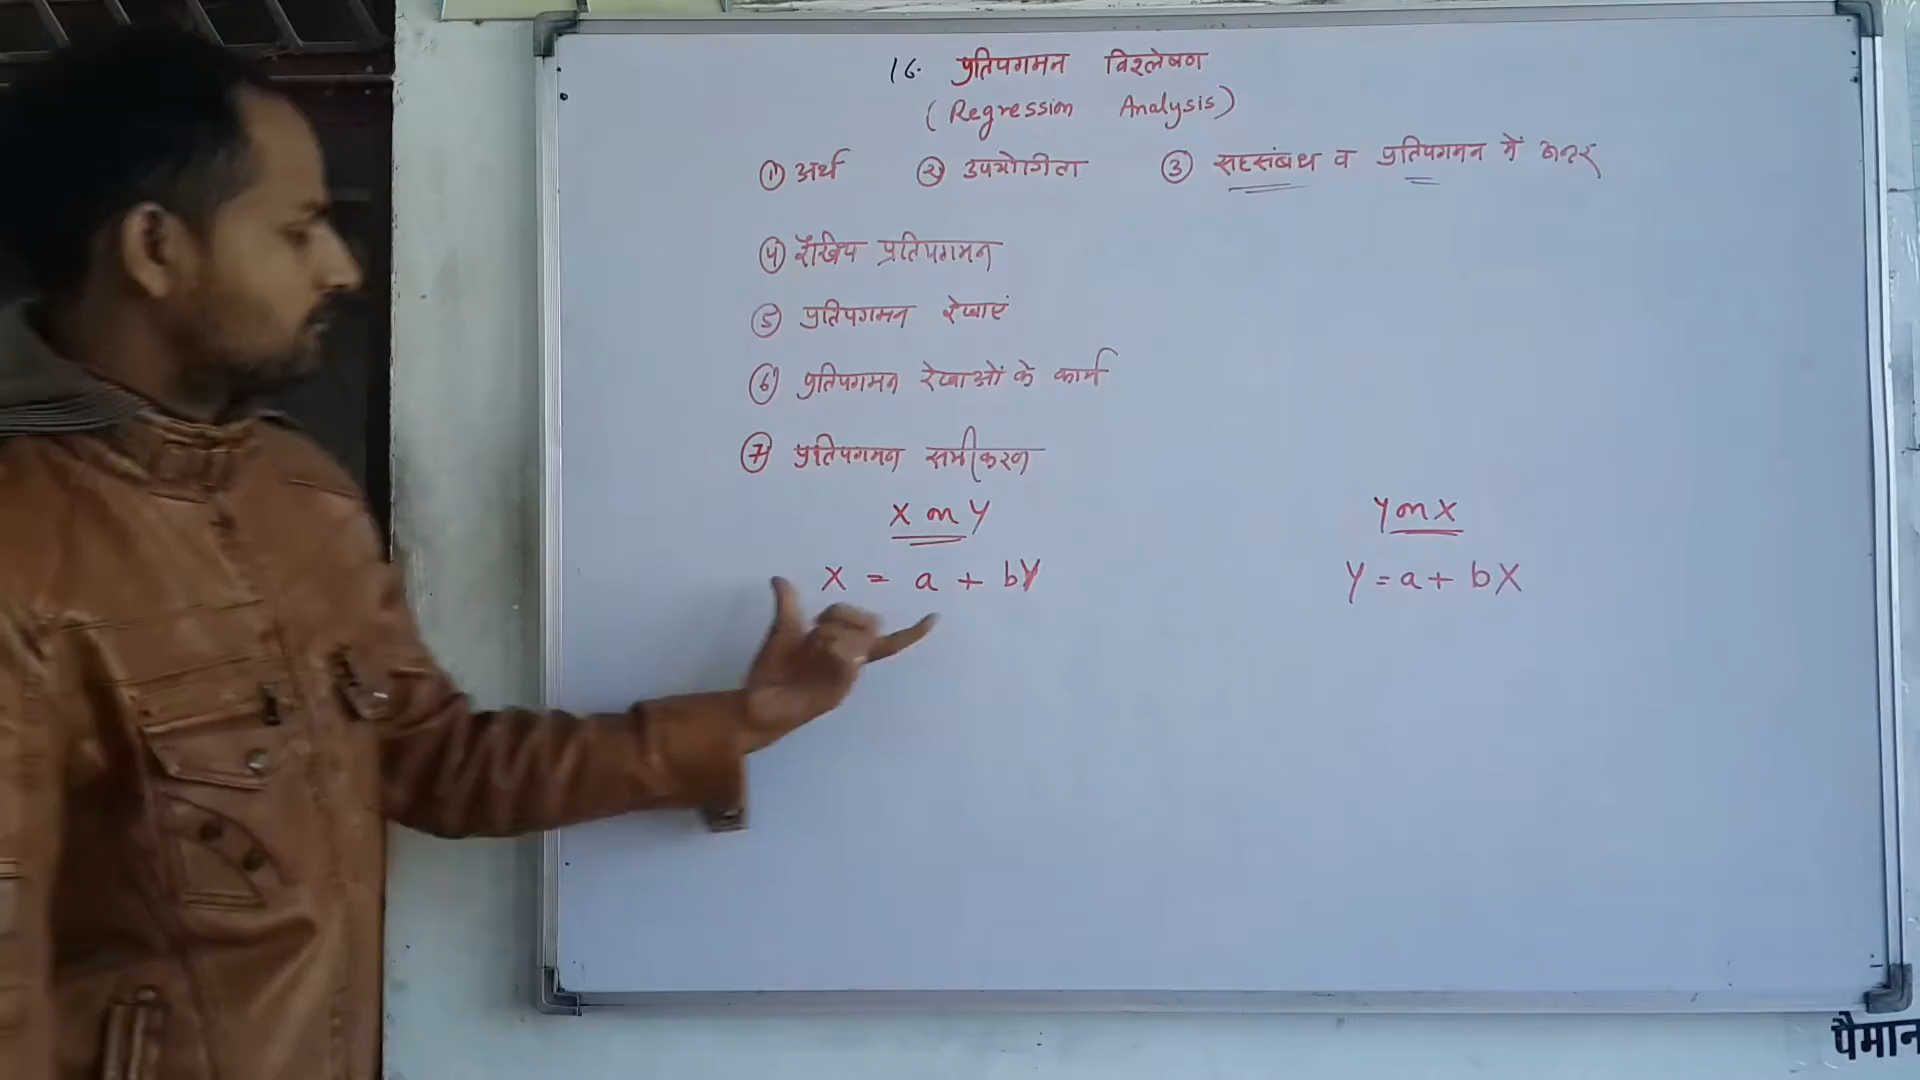 16. प्रतिपगमन विश्लेषण
(Regression Analysis)
① अर्थ ② उपयोगिता ③ सहसंबंध व प्रतिपगमन में अन्तर
④ रैखिय प्रतिपगमन
⑤ प्रतिपगमन रेखाएं
⑥ प्रतिपगमन रेखाओं के कार्य
⑦ प्रतिपगमन समीकरण
X on Y Y on X
X = a + bY Y = a + bX
पैमान